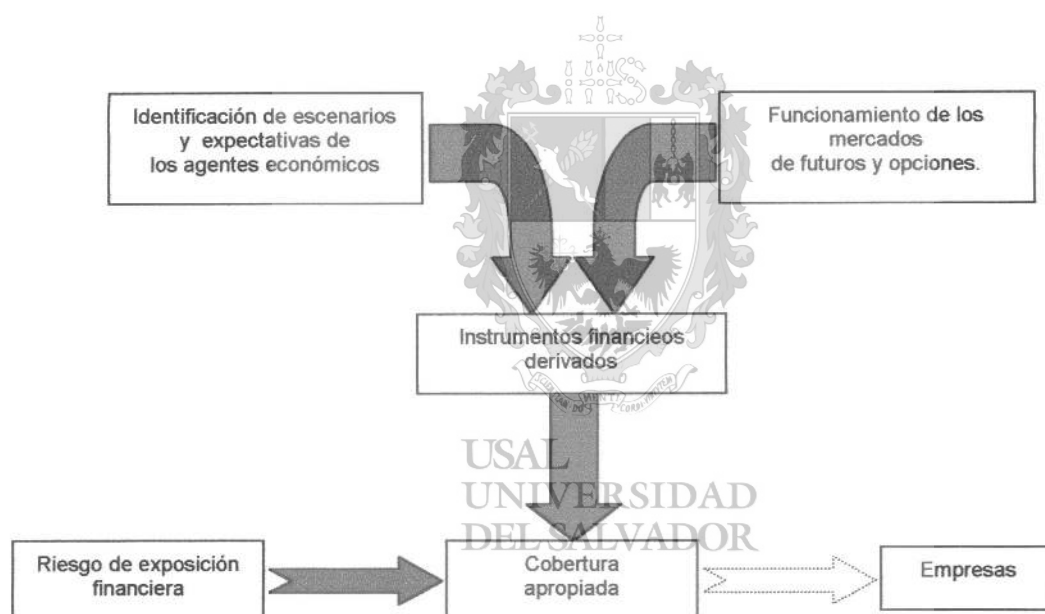 IHS
Identificación de escenarios
y expectativas de
los agentes económicos
Funcionamiento de los
mercados
de futuros y opciones.
Instrumentos financieos
derivados
USAL
UNIVERSIDAD
DEL SALVADOR
Riesgo de exposición
financiera
Cobertura
apropiada
Empresas